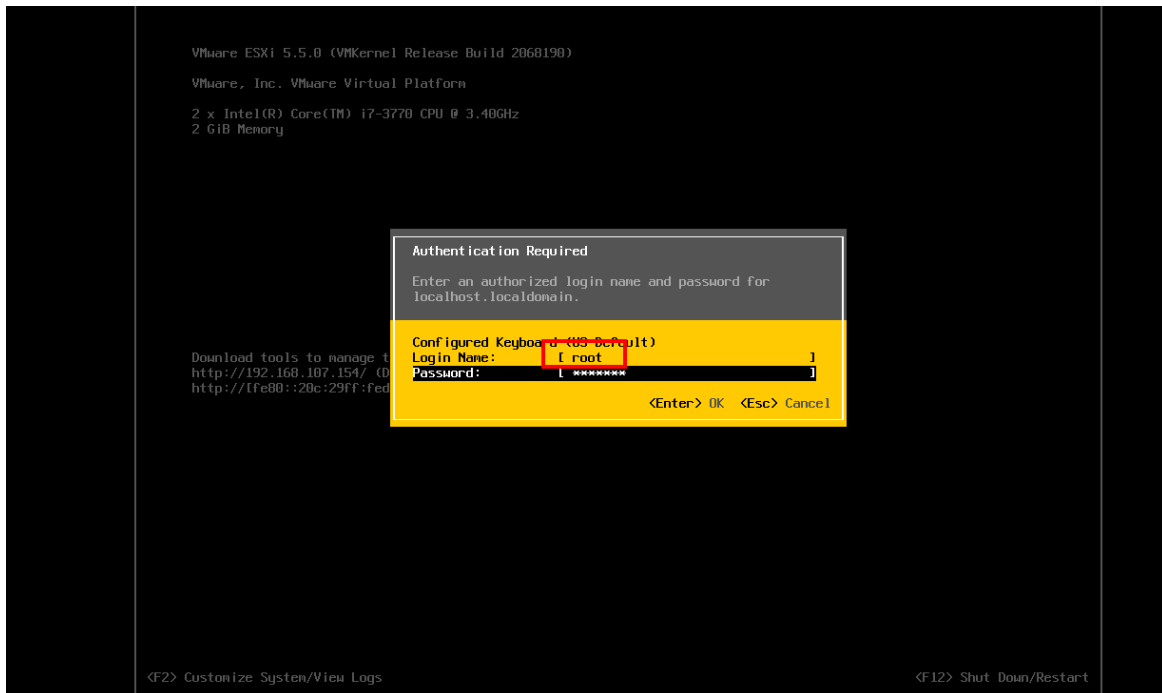 VMware ESXi 5.5.0 (VMKernel Release Build 2068190)
VMware, Inc. VMware Virtual Platform
2 x Intel(R) Core(TM) i7-3770 CPU @ 3.40GHz
2 GiB Memory
Authentication Required
Enter an authorized login name and password for
localhost.localdomain.
Configured Keyboard (US Default)
Login Name: [ root ]
Password: [ ******* ]
<Enter> OK <Esc> Cancel
Download tools to manage t
http://192.168.107.154/ (D
http://[fe80::20c:29ff:fed
<F2> Customize System/View Logs
<F12> Shut Down/Restart